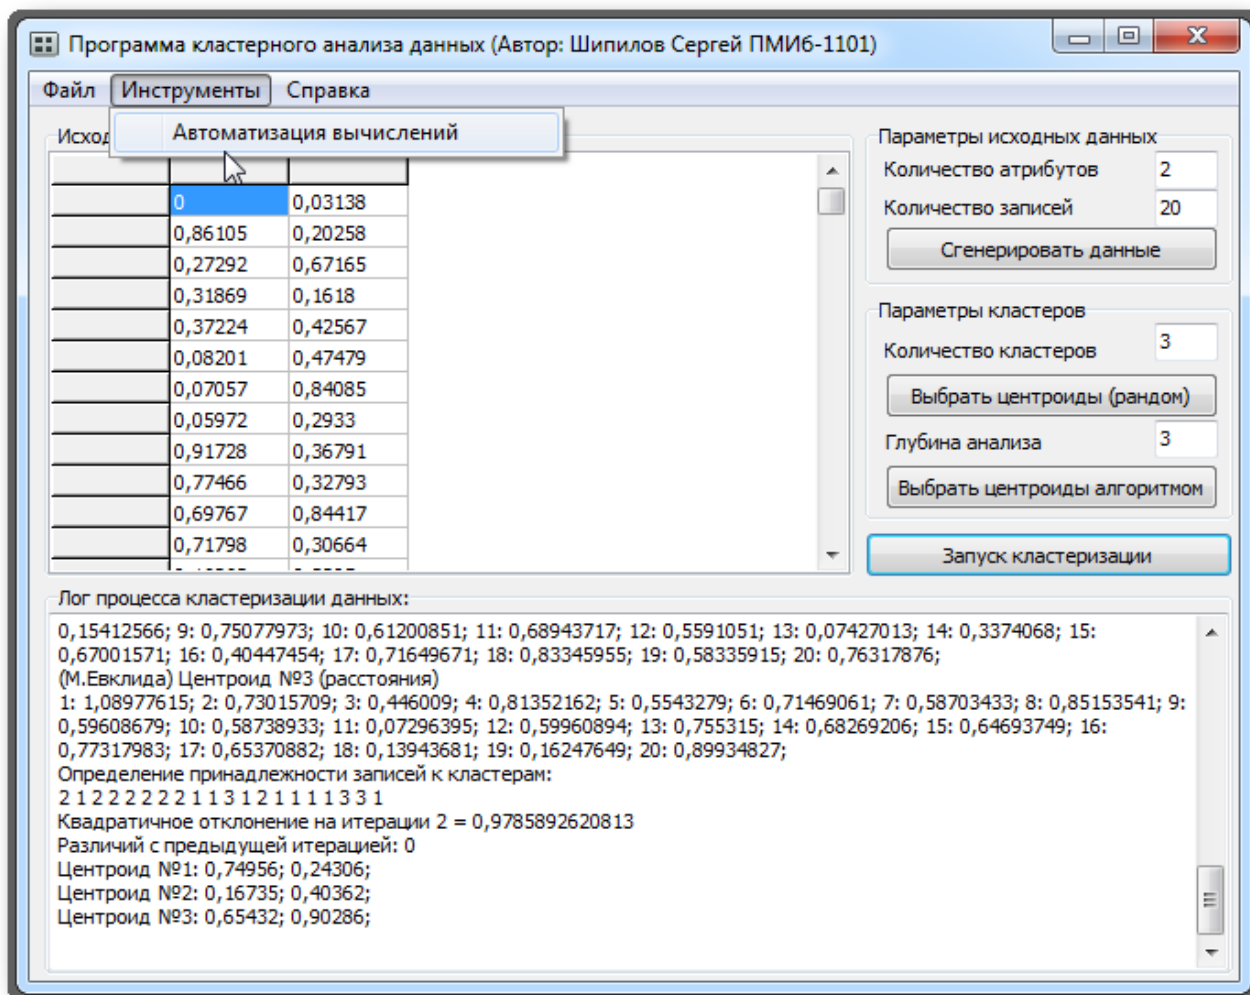 Программа кластерного анализа данных (Автор: Шипилов Сергей ПМИб-1101)
Файл Инструменты Справка
Автоматизация вычислений
Исход
0 0,03138
0,86105 0,20258
0,27292 0,67165
0,31869 0,1618
0,37224 0,42567
0,08201 0,47479
0,07057 0,84085
0,05972 0,2933
0,91728 0,36791
0,77466 0,32793
0,69767 0,84417
0,71798 0,30664
Параметры исходных данных
Количество атрибутов 2
Количество записей 20
Сгенерировать данные
Параметры кластеров
Количество кластеров 3
Выбрать центроиды (рандом)
Глубина анализа 3
Выбрать центроиды алгоритмом
Запуск кластеризации
Лог процесса кластеризации данных:
0,15412566; 9: 0,75077973; 10: 0,61200851; 11: 0,68943717; 12: 0,5591051; 13: 0,07427013; 14: 0,3374068; 15:
0,67001571; 16: 0,40447454; 17: 0,71649671; 18: 0,83345955; 19: 0,58335915; 20: 0,76317876;
(М.Евклида) Центроид №3 (расстояния)
1: 1,08977615; 2: 0,73015709; 3: 0,446009; 4: 0,81352162; 5: 0,5543279; 6: 0,71469061; 7: 0,58703433; 8: 0,85153541; 9:
0,59608679; 10: 0,58738933; 11: 0,07296395; 12: 0,59960894; 13: 0,755315; 14: 0,68269206; 15: 0,64693749; 16:
0,77317983; 17: 0,65370882; 18: 0,13943681; 19: 0,16247649; 20: 0,89934827;
Определение принадлежности записей к кластерам:
2 1 2 2 2 2 2 2 1 1 3 1 2 1 1 1 1 3 3 1
Квадратичное отклонение на итерации 2 = 0,9785892620813
Различий с предыдущей итерацией: 0
Центроид №1: 0,74956; 0,24306;
Центроид №2: 0,16735; 0,40362;
Центроид №3: 0,65432; 0,90286;